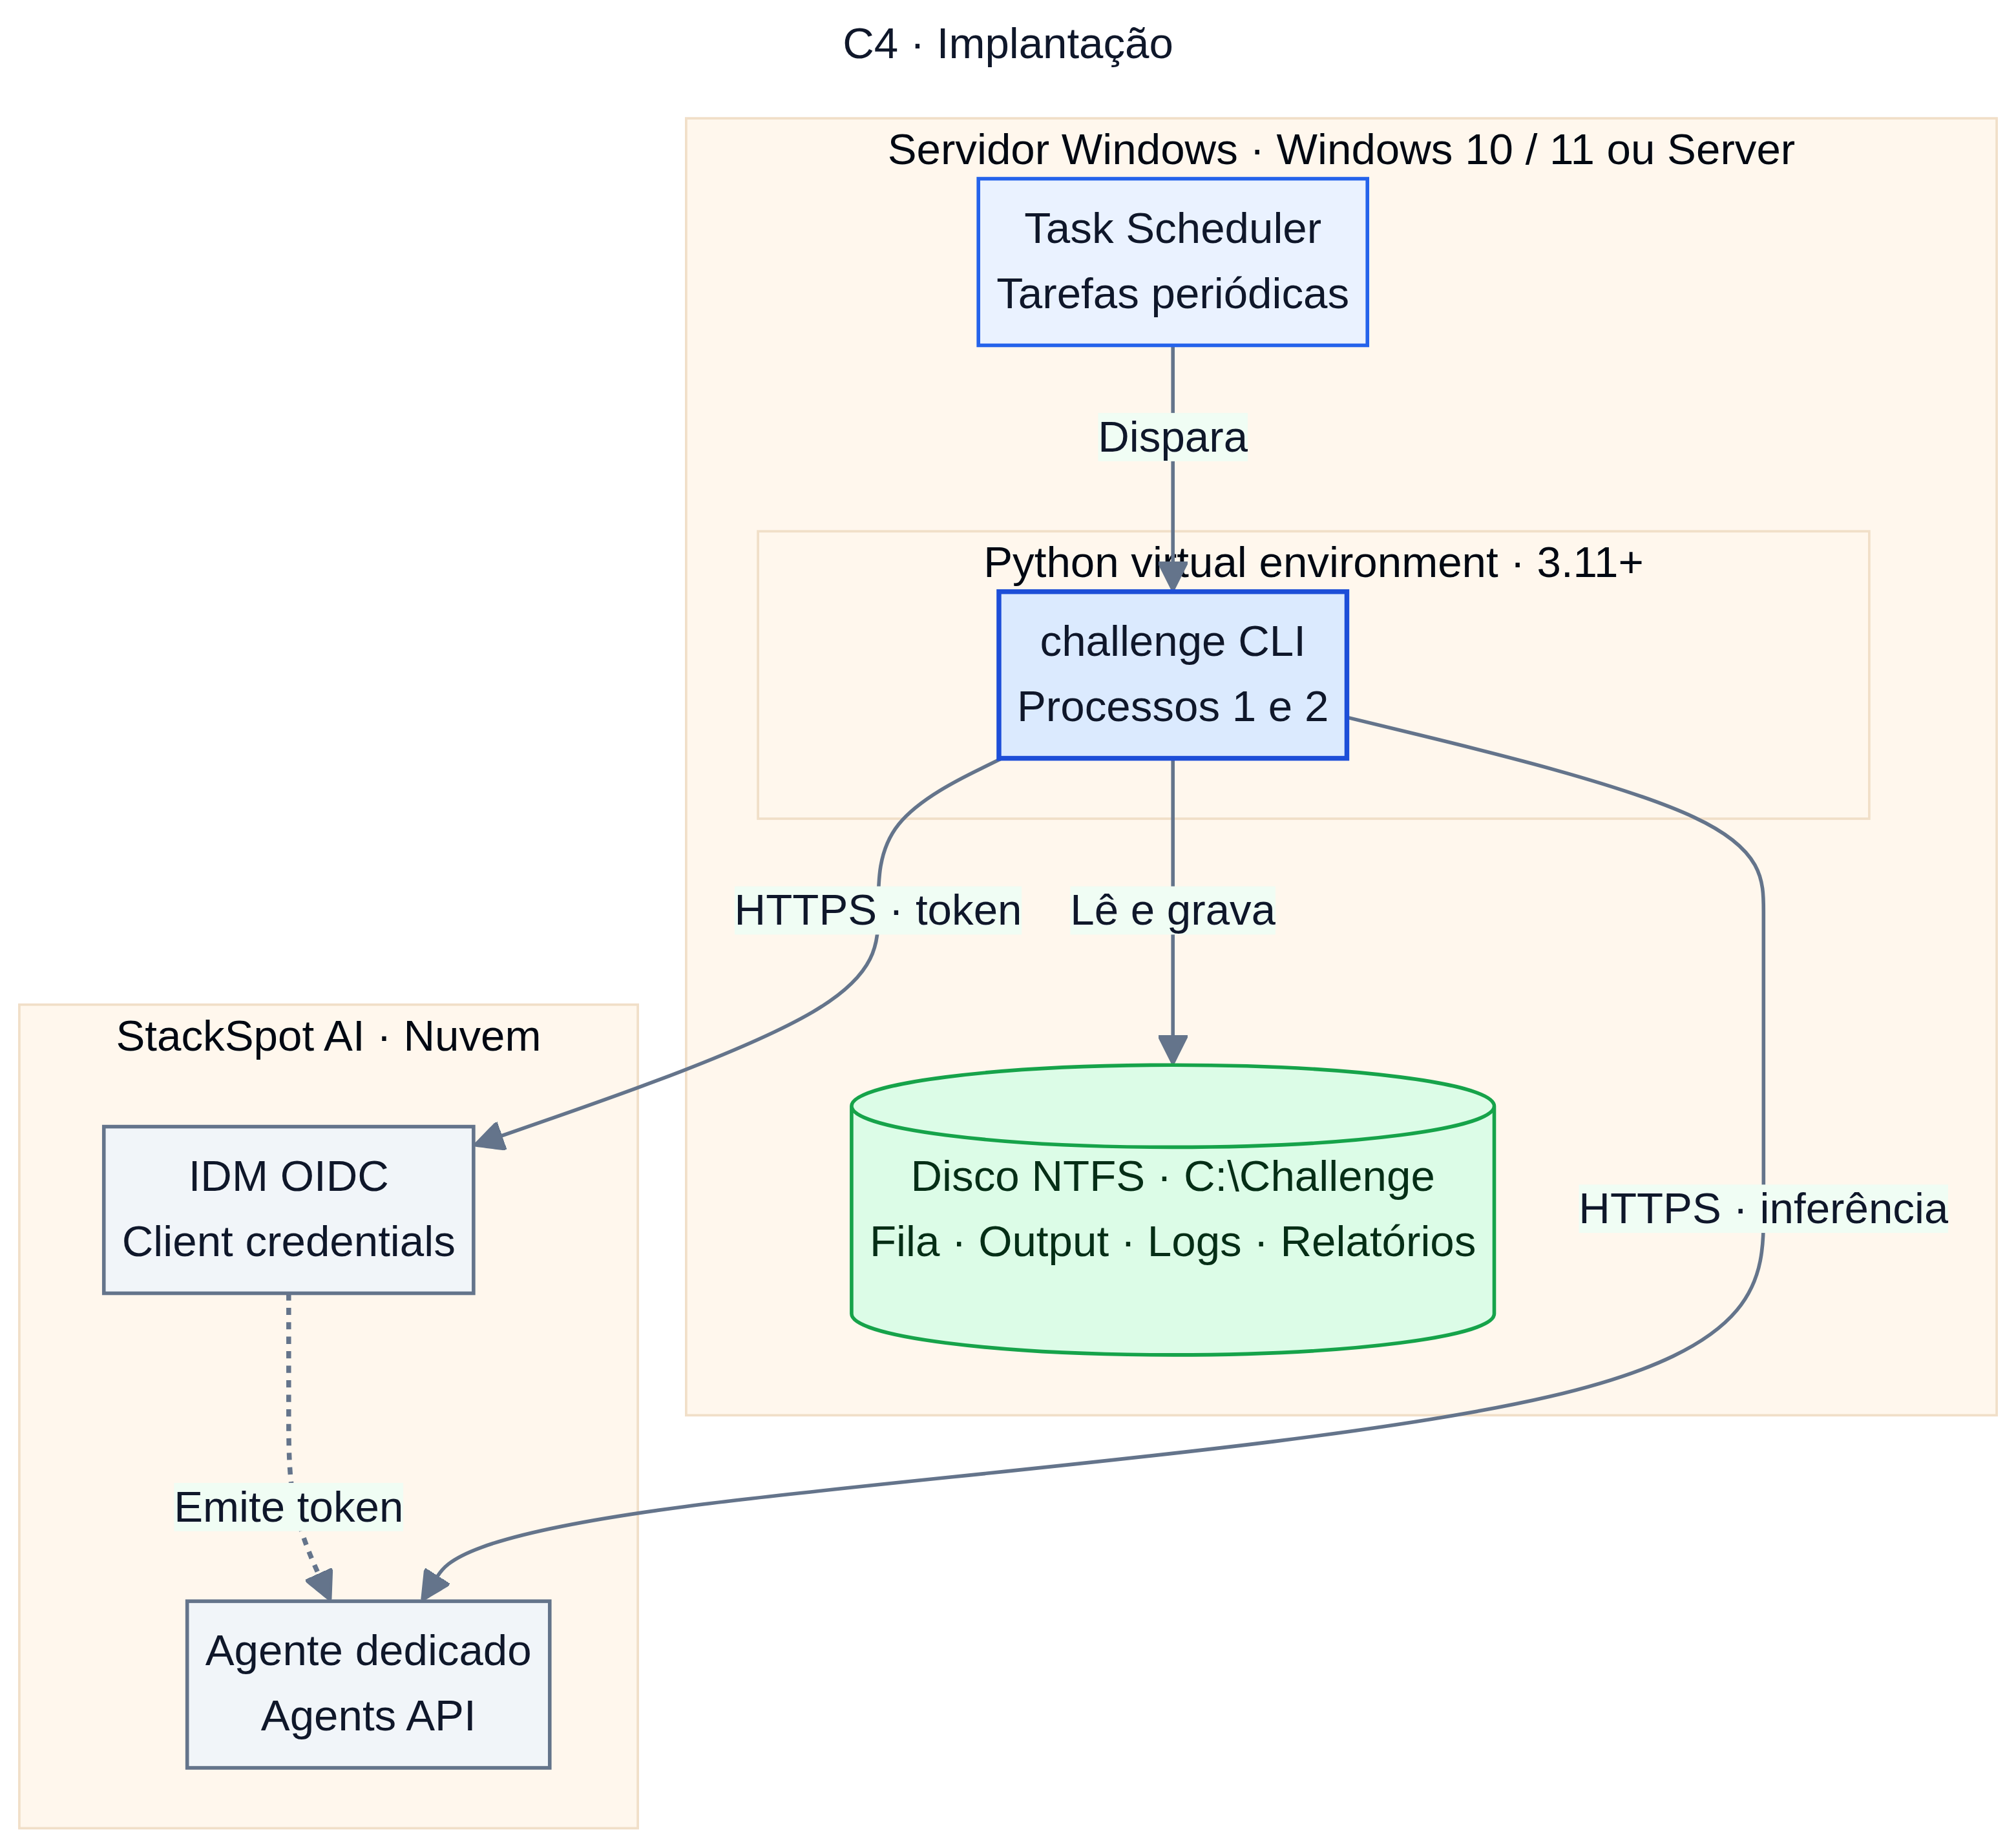 C4 · Implantação
Servidor Windows · Windows 10 / 11 ou Server
Task Scheduler
Tarefas periódicas
Dispara
Python virtual environment · 3.11+
challenge CLI
Processos 1 e 2
HTTPS · token
Lê e grava
StackSpot AI · Nuvem
IDM OIDC
Client credentials
Disco NTFS · C:\Challenge
Fila · Output · Logs · Relatórios
HTTPS · inferência
Emite token
Agente dedicado
Agents API